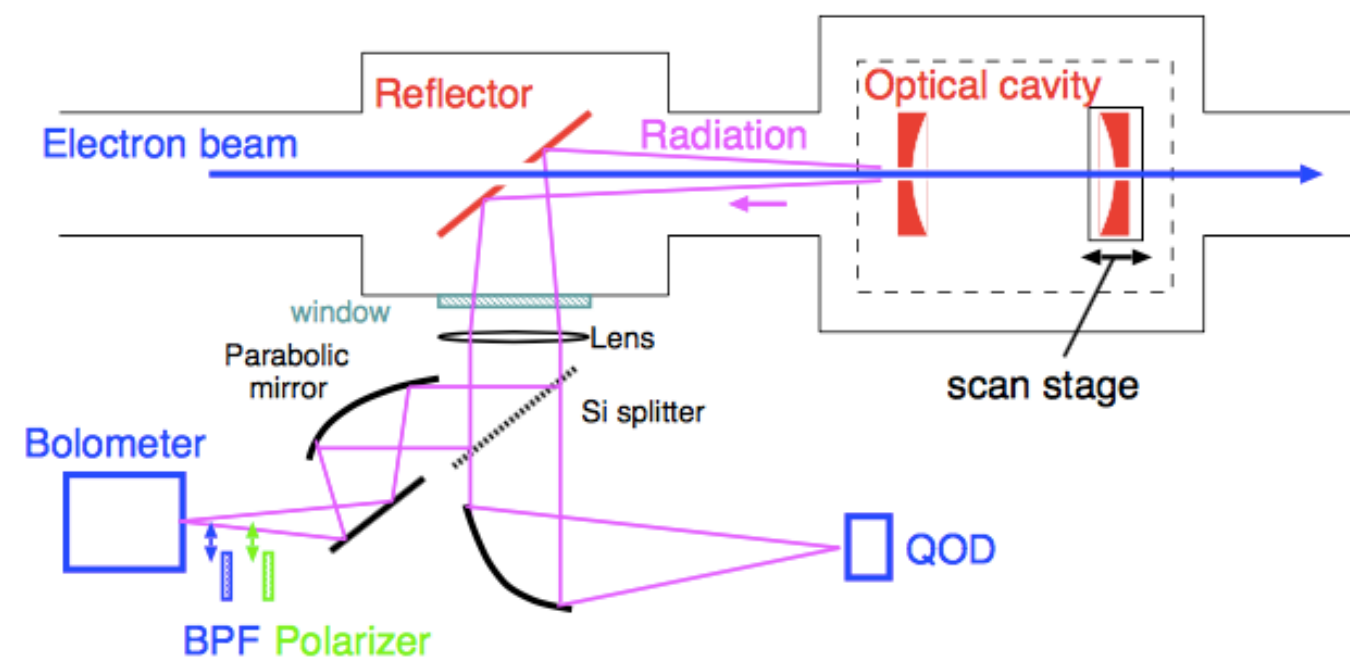 Reflector
Optical cavity
Electron beam
Radiation
window
Lens
Parabolic
mirror
scan stage
Si splitter
Bolometer
QOD
BPF
Polarizer